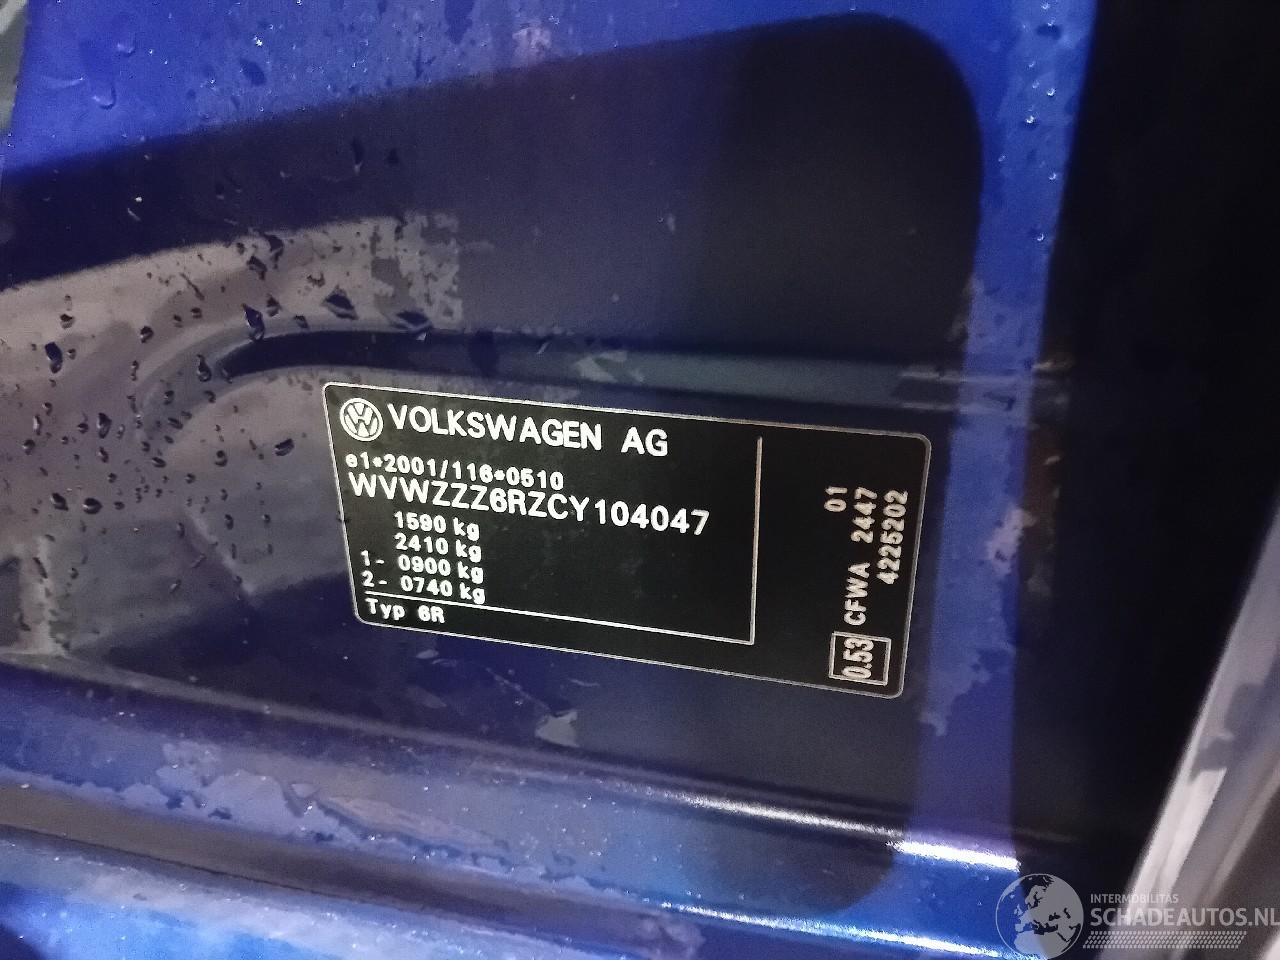 VOLKSWAGEN AG
e1*2001/116*0510
WVWZZZ6RZCY104047
1590 kg
2410 kg
1- 0900 kg
2- 0740 kg
Typ 6R
01
CFWA 2447
4225202
0.53
INTERMOBILITAS
SCHADEAUTOS.NL